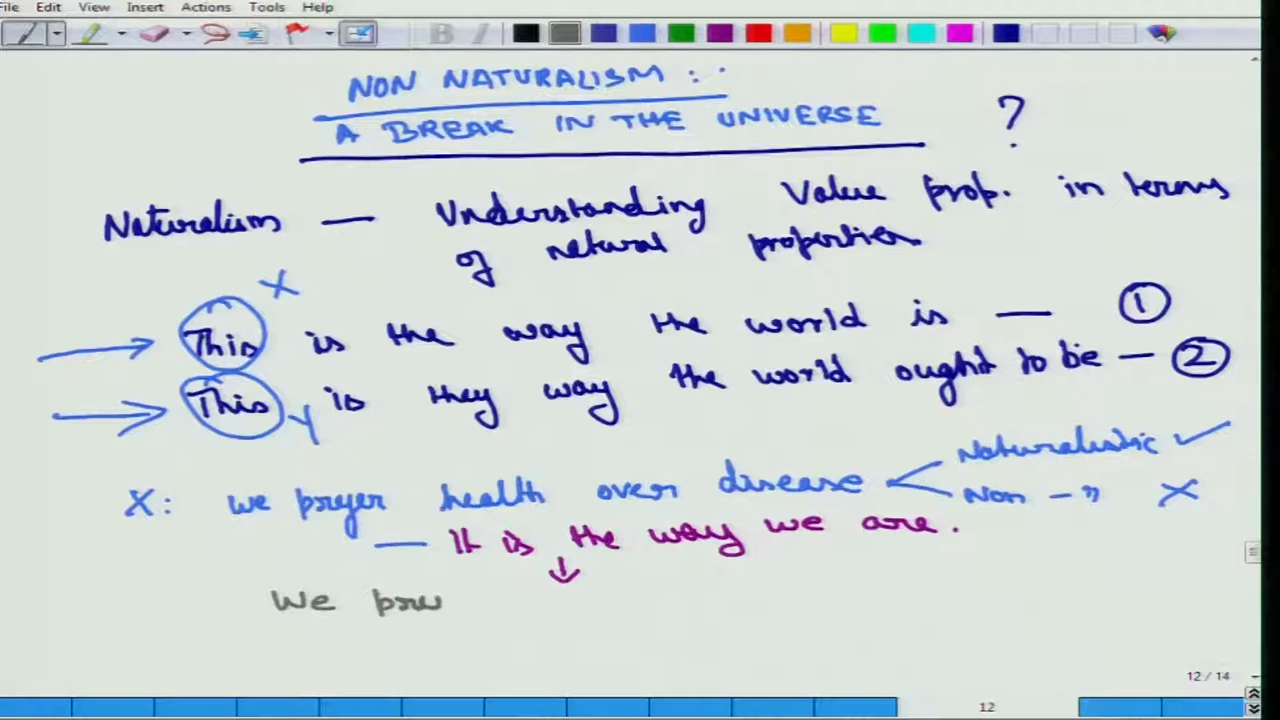 File Edit View Insert Actions Tools Help
NON NATURALISM :
A BREAK IN THE UNIVERSE ?
Naturalism — Understanding Value prop. in terms
of natural properties
X
This is the way the world is — 1
This is they way the world ought to be — 2
Y
Naturalistic ✓
X: we prefer health over disease
Non - " X
— It is the way we are.
We prw
12 / 14
12